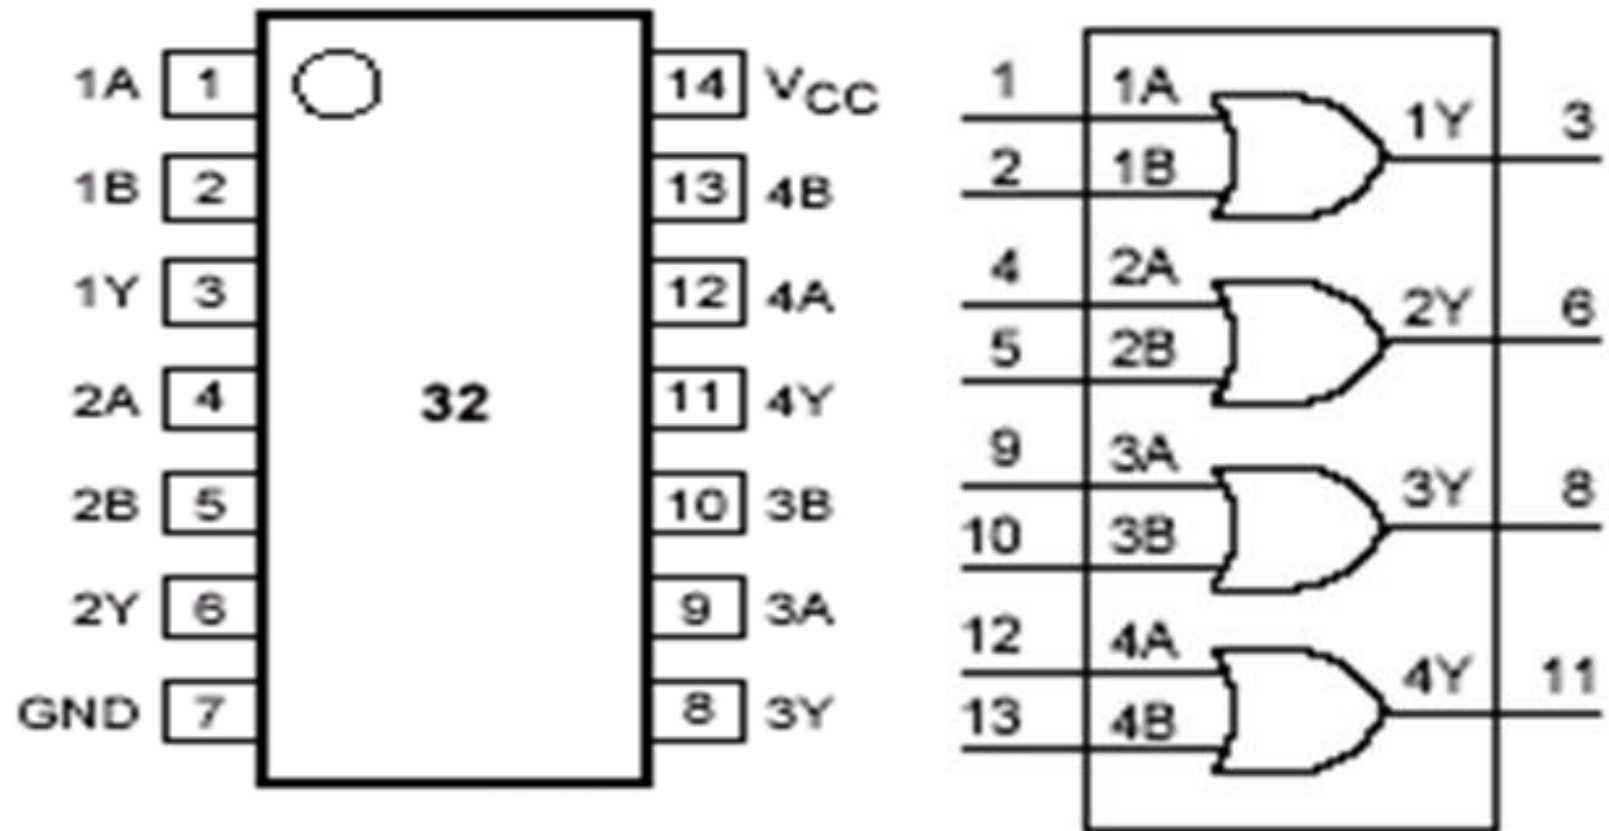 1A 1 14 VCC
1B 2 13 4B
1Y 3 12 4A
2A 4 32 11 4Y
2B 5 10 3B
2Y 6 9 3A
GND 7 8 3Y
1 1A 1Y 3
2 1B
4 2A 2Y 6
5 2B
9 3A 3Y 8
10 3B
12 4A 4Y 11
13 4B